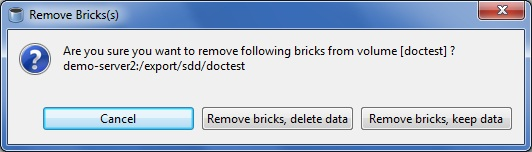 Remove Bricks(s)
Are you sure you want to remove following bricks from volume [doctest] ?
demo-server2:/export/sdd/doctest
Cancel
Remove bricks, delete data
Remove bricks, keep data